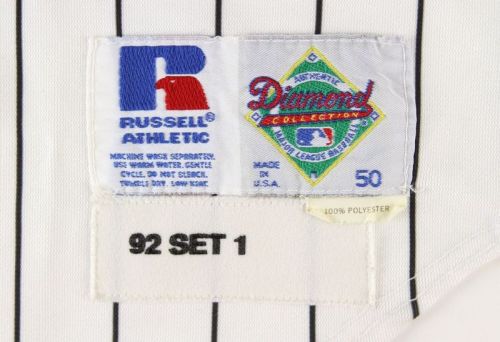 RUSSELL®
ATHLETIC
MACHINE WASH SEPARATELY.
USE WARM WATER. GENTLE
CYCLE. DO NOT BLEACH.
TUMBLE DRY. LOW HEAT
AUTHENTIC
Diamond
COLLECTION
MAJOR LEAGUE BASEBALL
MADE IN
U.S.A.
50
100% POLYESTER
92 SET 1